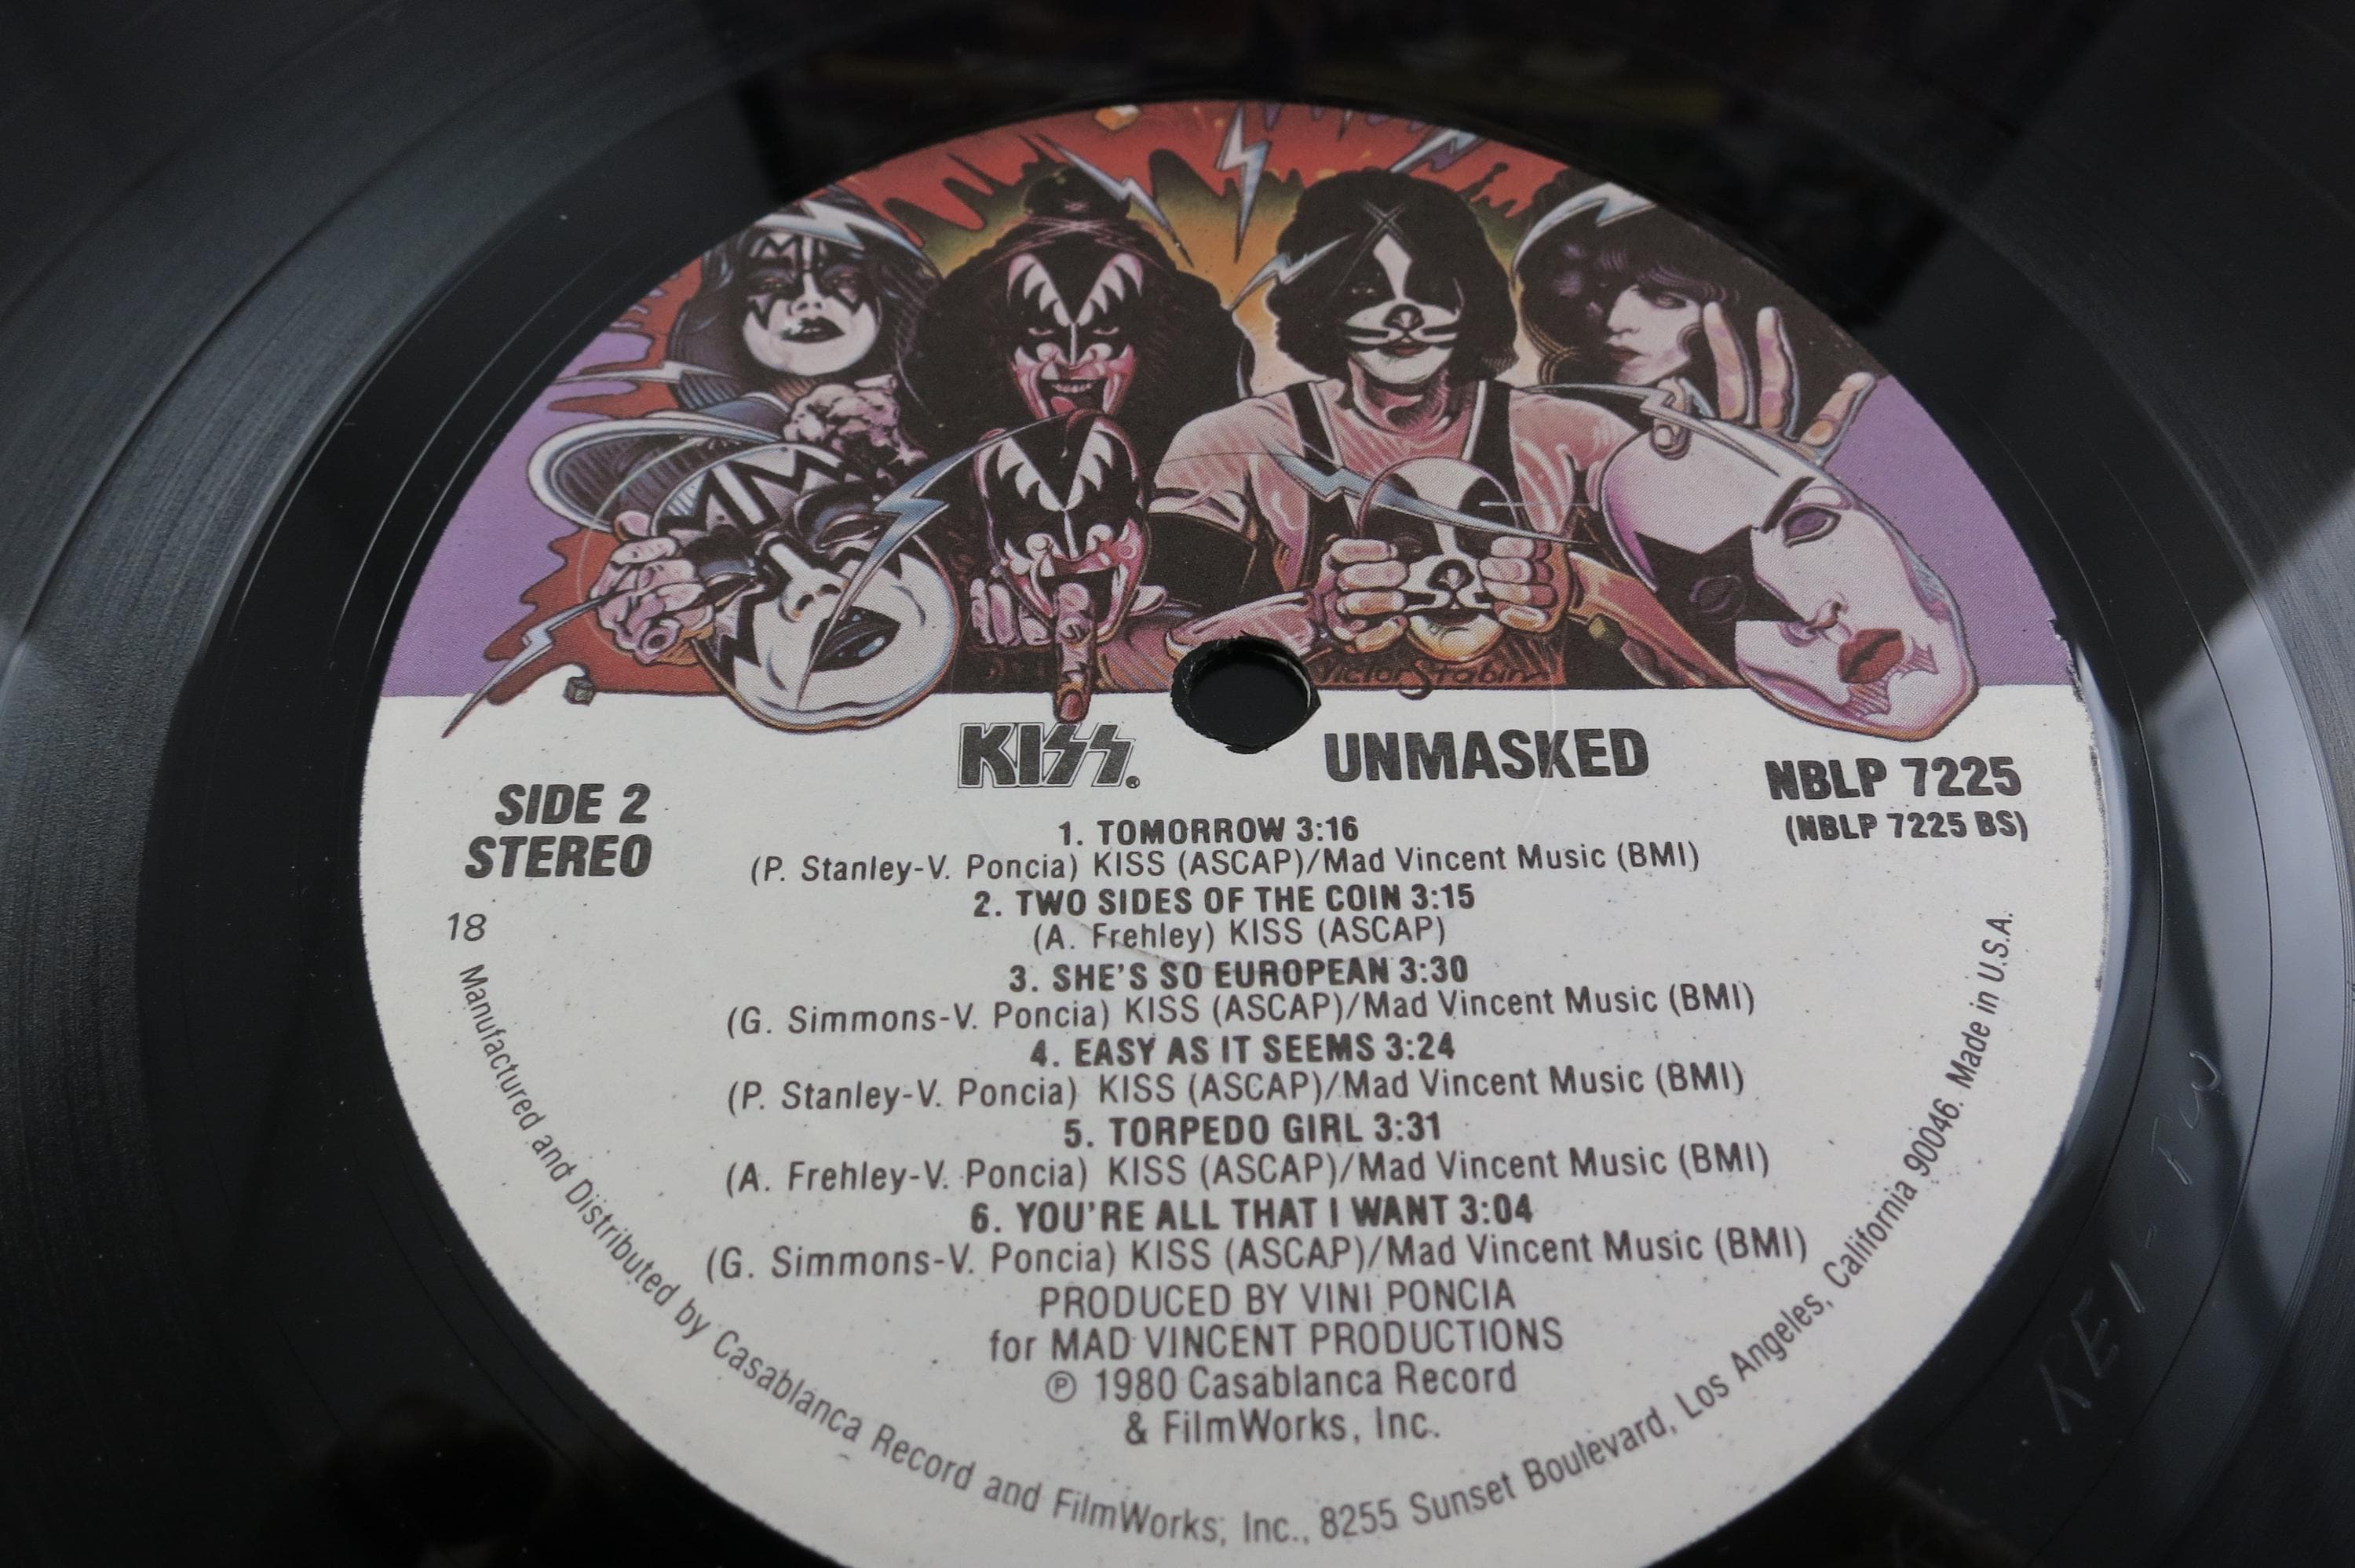 Victor Stabin
KISS. UNMASKED
SIDE 2
STEREO
NBLP 7225
(NBLP 7225 BS)
18
1. TOMORROW 3:16
(P. Stanley-V. Poncia) KISS (ASCAP)/Mad Vincent Music (BMI)
2. TWO SIDES OF THE COIN 3:15
(A. Frehley) KISS (ASCAP)
3. SHE'S SO EUROPEAN 3:30
(G. Simmons-V. Poncia) KISS (ASCAP)/Mad Vincent Music (BMI)
4. EASY AS IT SEEMS 3:24
(P. Stanley-V. Poncia) KISS (ASCAP)/Mad Vincent Music (BMI)
5. TORPEDO GIRL 3:31
(A. Frehley-V. Poncia) KISS (ASCAP)/Mad Vincent Music (BMI)
6. YOU'RE ALL THAT I WANT 3:04
(G. Simmons-V. Poncia) KISS (ASCAP)/Mad Vincent Music (BMI)
PRODUCED BY VINI PONCIA
for MAD VINCENT PRODUCTIONS
℗ 1980 Casablanca Record
& FilmWorks, Inc.
Manufactured and Distributed by Casablanca Record and FilmWorks, Inc., 8255 Sunset Boulevard, Los Angeles, California 90046. Made in U.S.A.